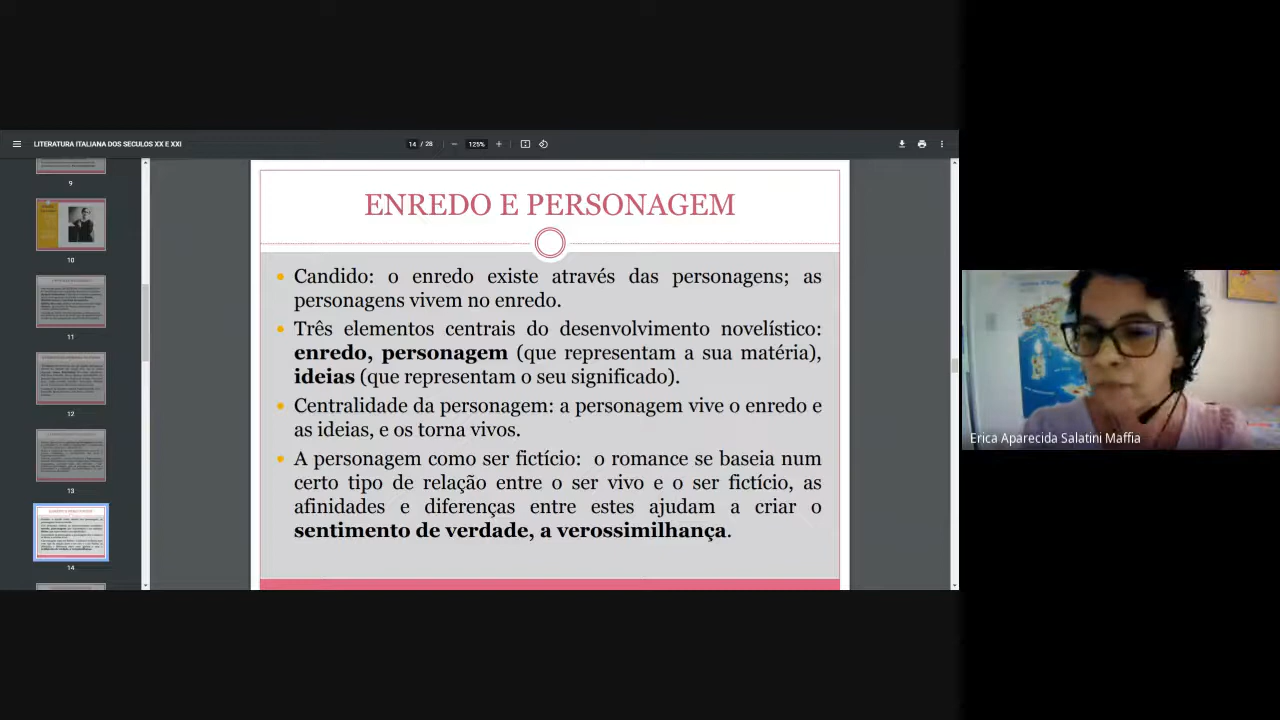 LITERATURA ITALIANA DOS SECULOS XX E XXI
14 / 28
125%
9
10
11
12
13
14
ENREDO E PERSONAGEM
Candido: o enredo existe através das personagens; as
personagens vivem no enredo.
Três elementos centrais do desenvolvimento novelístico:
enredo, personagem (que representam a sua matéria),
ideias (que representam o seu significado).
Centralidade da personagem: a personagem vive o enredo e
as ideias, e os torna vivos.
A personagem como ser fictício: o romance se baseia num
certo tipo de relação entre o ser vivo e o ser fictício, as
afinidades e diferenças entre estes ajudam a criar o
sentimento de verdade, a verossimilhança.
Erica Aparecida Salatini Maffia